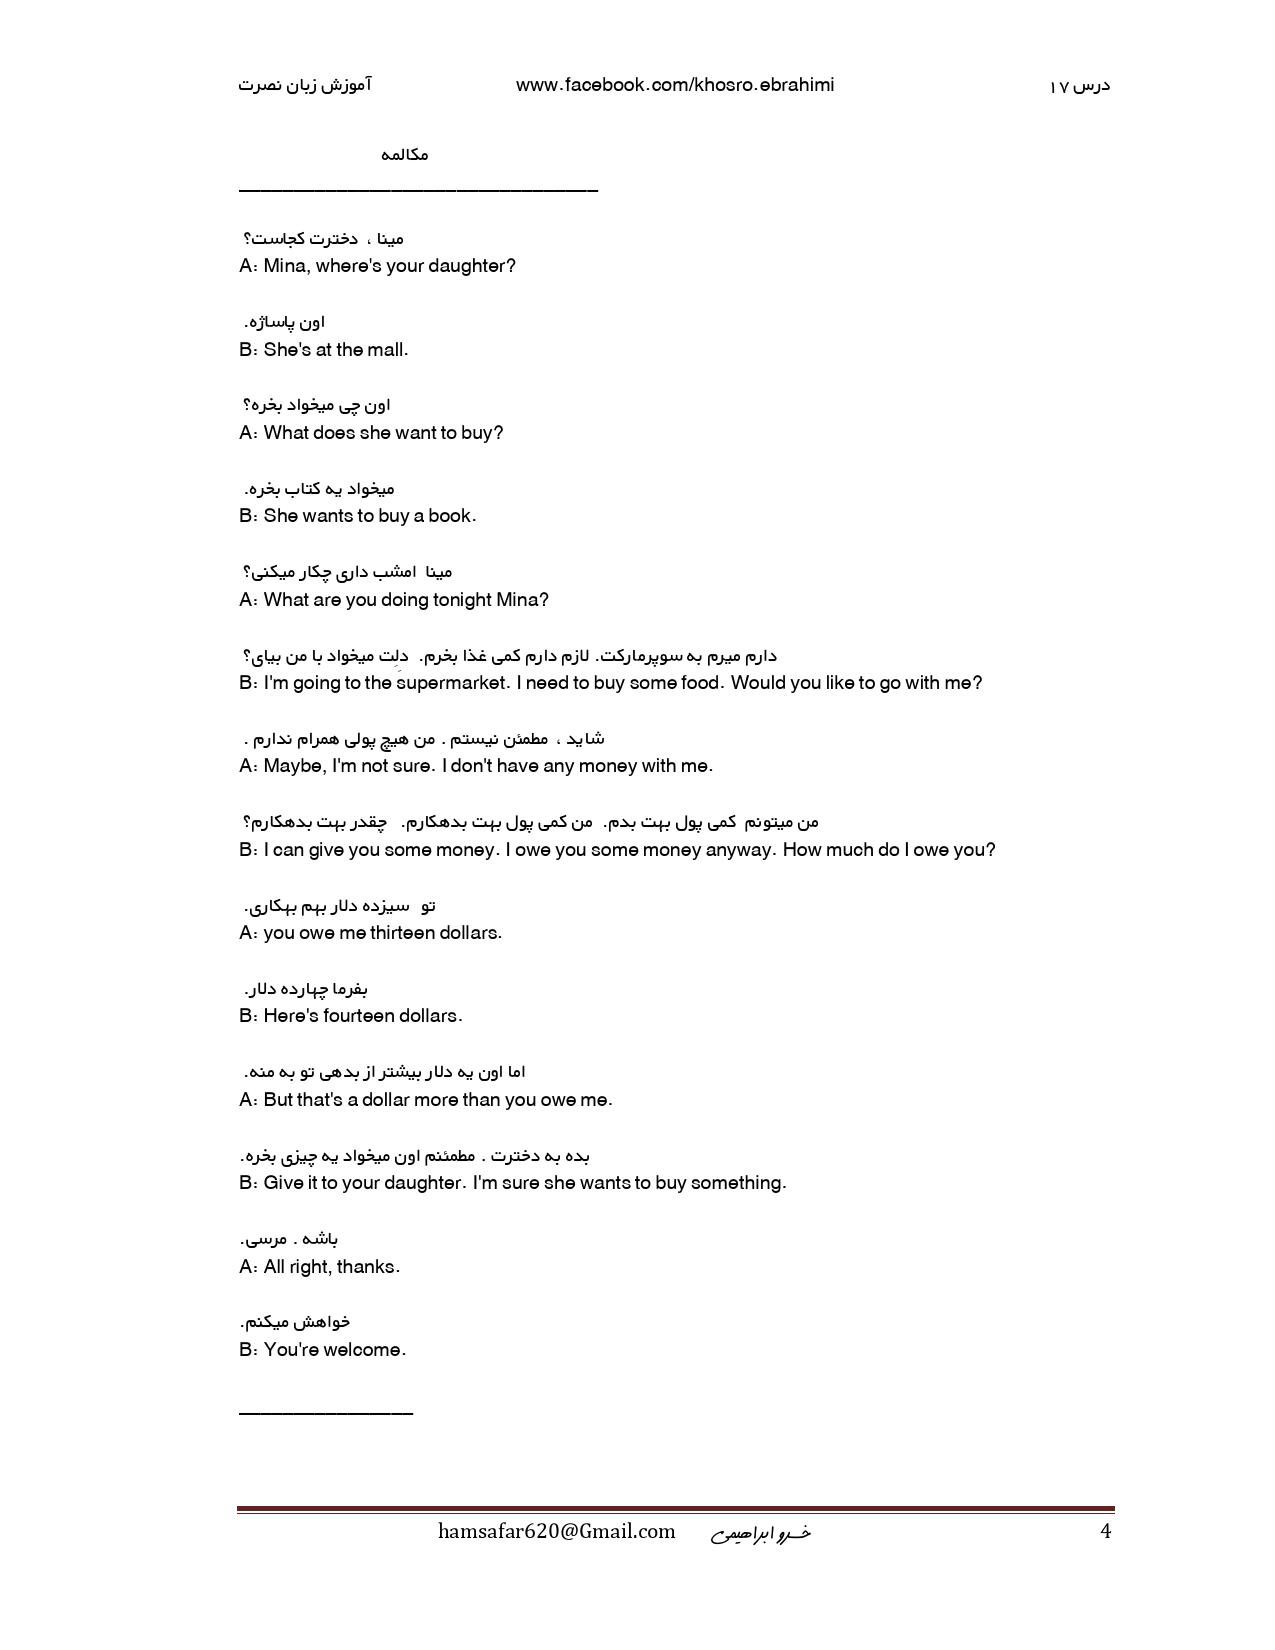 درس ۱۷ www.facebook.com/khosro.ebrahimi آموزش زبان نصرت
مکالمه
_________________________________
مینا ، دخترت کجاست؟
A: Mina, where's your daughter?
اون پاساژه.
B: She's at the mall.
اون چی میخواد بخره؟
A: What does she want to buy?
میخواد یه کتاب بخره.
B: She wants to buy a book.
مینا امشب داری چکار میکنی؟
A: What are you doing tonight Mina?
دارم میرم به سوپرمارکت. لازم دارم کمی غذا بخرم. دلِت میخواد با من بیای؟
B: I'm going to the supermarket. I need to buy some food. Would you like to go with me?
شاید ، مطمئن نیستم . من هیچ پولی همرام ندارم .
A: Maybe, I'm not sure. I don't have any money with me.
من میتونم کمی پول بهت بدم. من کمی پول بهت بدهکارم. چقدر بهت بدهکارم؟
B: I can give you some money. I owe you some money anyway. How much do I owe you?
تو سیزده دلار بهم بهکاری.
A: you owe me thirteen dollars.
بفرما چهارده دلار.
B: Here's fourteen dollars.
اما اون یه دلار بیشتر از بدهی تو به منه.
A: But that's a dollar more than you owe me.
بده به دخترت . مطمئنم اون میخواد یه چیزی بخره.
B: Give it to your daughter. I'm sure she wants to buy something.
باشه . مرسی.
A: All right, thanks.
خواهش میکنم.
B: You're welcome.
________________
hamsafar620@Gmail.com خسرو ابراهیمی 4